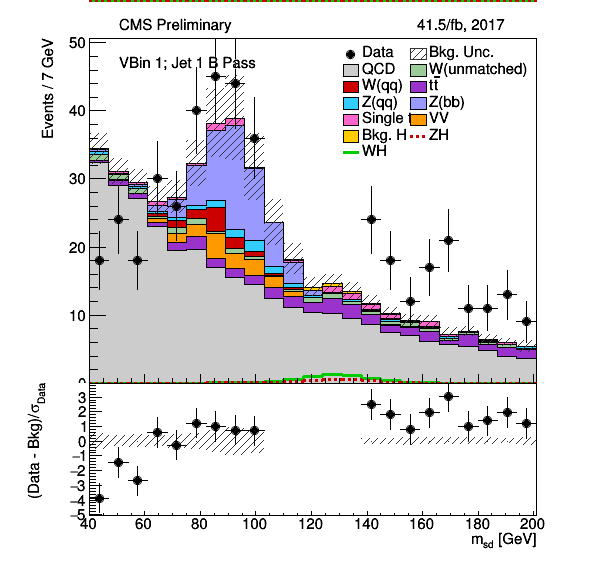 CMS Preliminary 41.5/fb, 2017
VBin 1; Jet 1 B Pass
Events / 7 GeV
50
40
30
20
10
0
Data Bkg. Unc.
QCD W(unmatched)
W(qq) tt̄
Z(qq) Z(bb)
Single t VV
Bkg. H ZH
WH
(Data - Bkg)/σData
3
2
1
0
−1
−2
−3
−4
−5
40 60 80 100 120 140 160 180 200
msd [GeV]